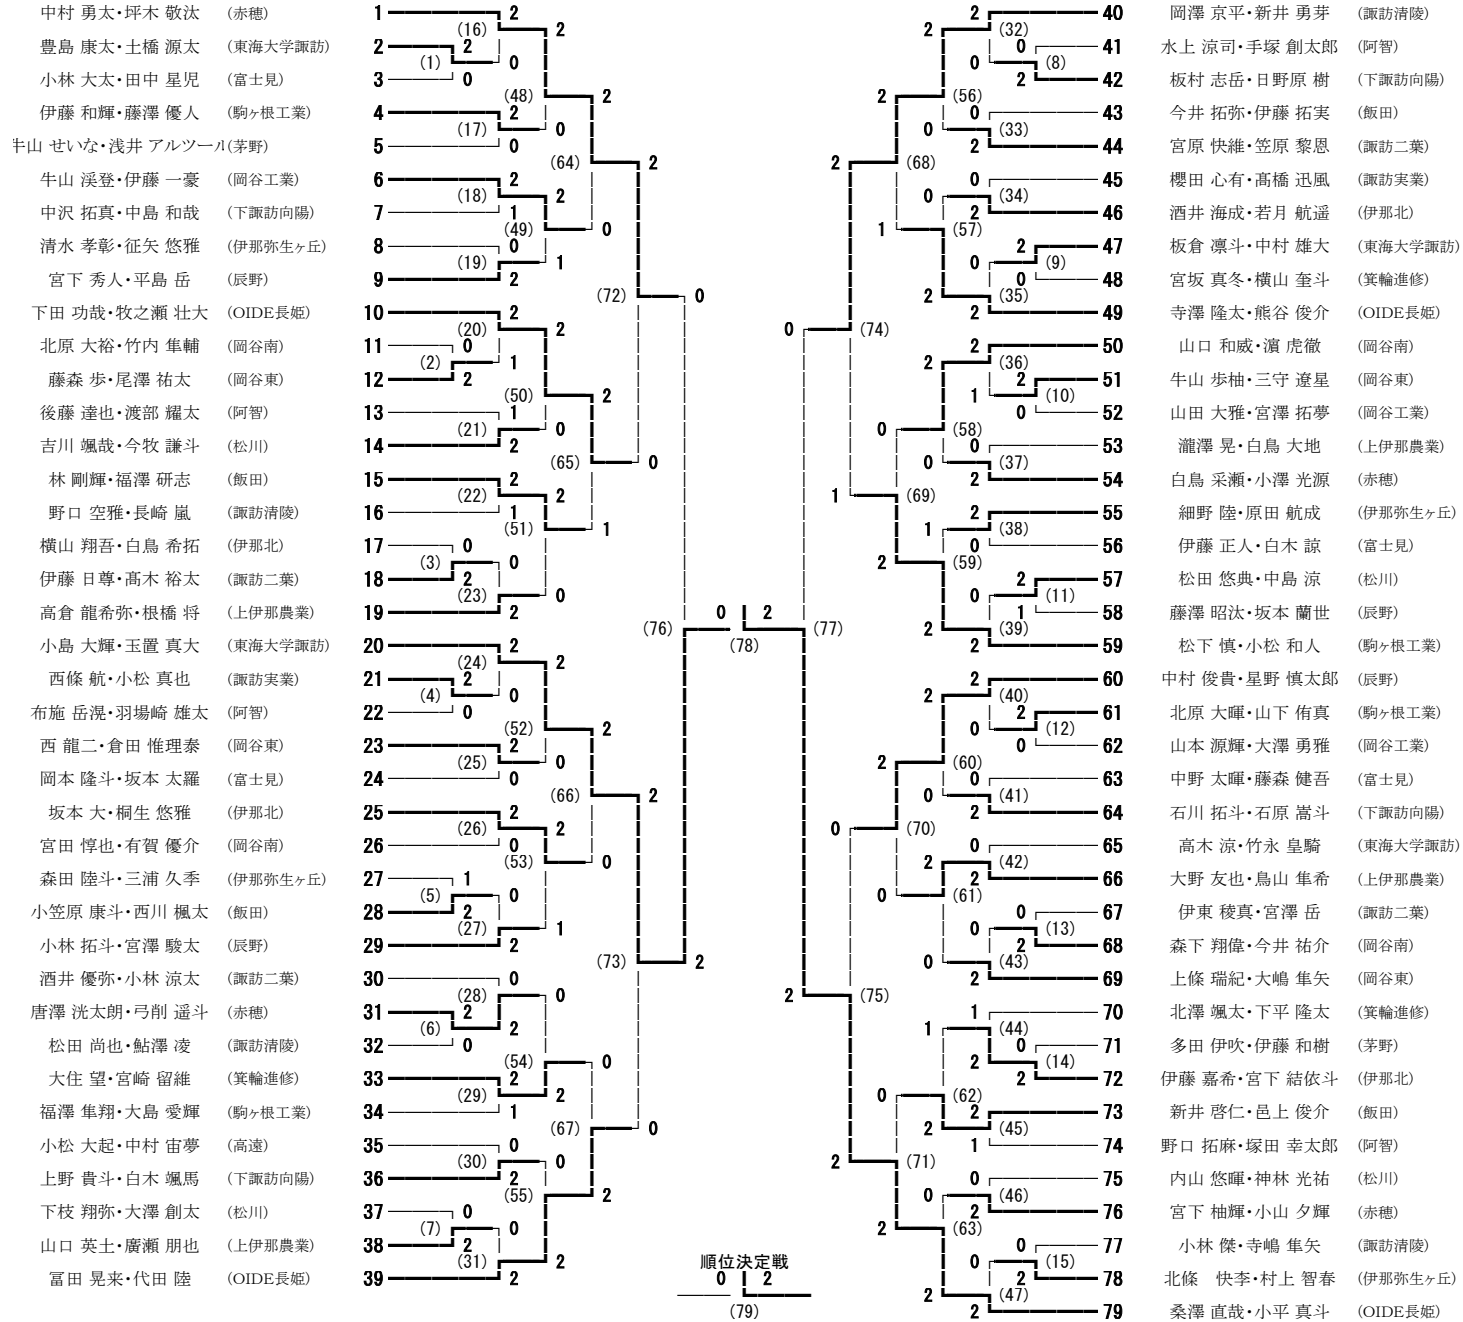 中村 勇太・坪木 敬汰 (赤穂) 1
豊島 康太・土橋 源太 (東海大学諏訪) 2
小林 大太・田中 星児 (富士見) 3
伊藤 和輝・藤澤 優人 (駒ヶ根工業) 4
牛山 せいな・浅井 アルツール(茅野) 5
牛山 渓登・伊藤 一豪 (岡谷工業) 6
中沢 拓真・中島 和哉 (下諏訪向陽) 7
清水 孝彰・征矢 悠雅 (伊那弥生ヶ丘) 8
宮下 秀人・平島 岳 (辰野) 9
下田 功哉・牧之瀬 壮大 (OIDE長姫) 10
北原 大裕・竹内 隼輔 (岡谷南) 11
藤森 歩・尾澤 祐太 (岡谷東) 12
後藤 達也・渡部 耀太 (阿智) 13
吉川 颯哉・今牧 謙斗 (松川) 14
林 剛輝・福澤 研志 (飯田) 15
野口 空雅・長崎 嵐 (諏訪清陵) 16
横山 翔吾・白鳥 希拓 (伊那北) 17
伊藤 日尊・髙木 裕太 (諏訪二葉) 18
高倉 龍希弥・根橋 将 (上伊那農業) 19
小島 大輝・玉置 真大 (東海大学諏訪) 20
西條 航・小松 真也 (諏訪実業) 21
布施 岳滉・羽場崎 雄太 (阿智) 22
西 龍二・倉田 惟理泰 (岡谷東) 23
岡本 隆斗・坂本 太羅 (富士見) 24
坂本 大・桐生 悠雅 (伊那北) 25
宮田 惇也・有賀 優介 (岡谷南) 26
森田 陸斗・三浦 久季 (伊那弥生ヶ丘) 27
小笠原 康斗・西川 楓太 (飯田) 28
小林 拓斗・宮澤 駿太 (辰野) 29
酒井 優弥・小林 涼太 (諏訪二葉) 30
唐澤 洸太朗・弓削 遥斗 (赤穂) 31
松田 尚也・鮎澤 凌 (諏訪清陵) 32
大住 望・宮崎 留維 (箕輪進修) 33
福澤 隼翔・大島 愛輝 (駒ヶ根工業) 34
小松 大起・中村 宙夢 (高遠) 35
上野 貴斗・白木 颯馬 (下諏訪向陽) 36
下枝 翔弥・大澤 創太 (松川) 37
山口 英士・廣瀬 朋也 (上伊那農業) 38
冨田 晃来・代田 陸 (OIDE長姫) 39
40 岡澤 京平・新井 勇芽 (諏訪清陵)
41 水上 涼司・手塚 創太郎 (阿智)
42 板村 志岳・日野原 樹 (下諏訪向陽)
43 今井 拓弥・伊藤 拓実 (飯田)
44 宮原 快維・笠原 黎恩 (諏訪二葉)
45 櫻田 心有・髙橋 迅風 (諏訪実業)
46 酒井 海成・若月 航遥 (伊那北)
47 板倉 凛斗・中村 雄大 (東海大学諏訪)
48 宮坂 真冬・横山 奎斗 (箕輪進修)
49 寺澤 隆太・熊谷 俊介 (OIDE長姫)
50 山口 和威・濵 虎徹 (岡谷南)
51 牛山 歩柚・三守 遼星 (岡谷東)
52 山田 大雅・宮澤 拓夢 (岡谷工業)
53 瀧澤 晃・白鳥 大地 (上伊那農業)
54 白鳥 采瀬・小澤 光源 (赤穂)
55 細野 陸・原田 航成 (伊那弥生ヶ丘)
56 伊藤 正人・白木 諒 (富士見)
57 松田 悠典・中島 涼 (松川)
58 藤澤 昭汰・坂本 蘭世 (辰野)
59 松下 慎・小松 和人 (駒ヶ根工業)
60 中村 俊貴・星野 慎太郎 (辰野)
61 北原 大暉・山下 侑真 (駒ヶ根工業)
62 山本 源輝・大澤 勇雅 (岡谷工業)
63 中野 太暉・藤森 健吾 (富士見)
64 石川 拓斗・石原 嵩斗 (下諏訪向陽)
65 高木 涼・竹永 皇騎 (東海大学諏訪)
66 大野 友也・鳥山 隼希 (上伊那農業)
67 伊東 稜真・宮澤 岳 (諏訪二葉)
68 森下 翔偉・今井 祐介 (岡谷南)
69 上條 瑞紀・大嶋 隼矢 (岡谷東)
70 北澤 颯太・下平 隆太 (箕輪進修)
71 多田 伊吹・伊藤 和樹 (茅野)
72 伊藤 嘉希・宮下 結依斗 (伊那北)
73 新井 啓仁・邑上 俊介 (飯田)
74 野口 拓麻・塚田 幸太郎 (阿智)
75 内山 悠暉・神林 光祐 (松川)
76 宮下 柚輝・小山 夕輝 (赤穂)
77 小林 傑・寺嶋 隼矢 (諏訪清陵)
78 北條 快李・村上 智春 (伊那弥生ヶ丘)
79 桑澤 直哉・小平 真斗 (OIDE長姫)
(76) 0 2 (77)
(78)
順位決定戦
0 2
(79)